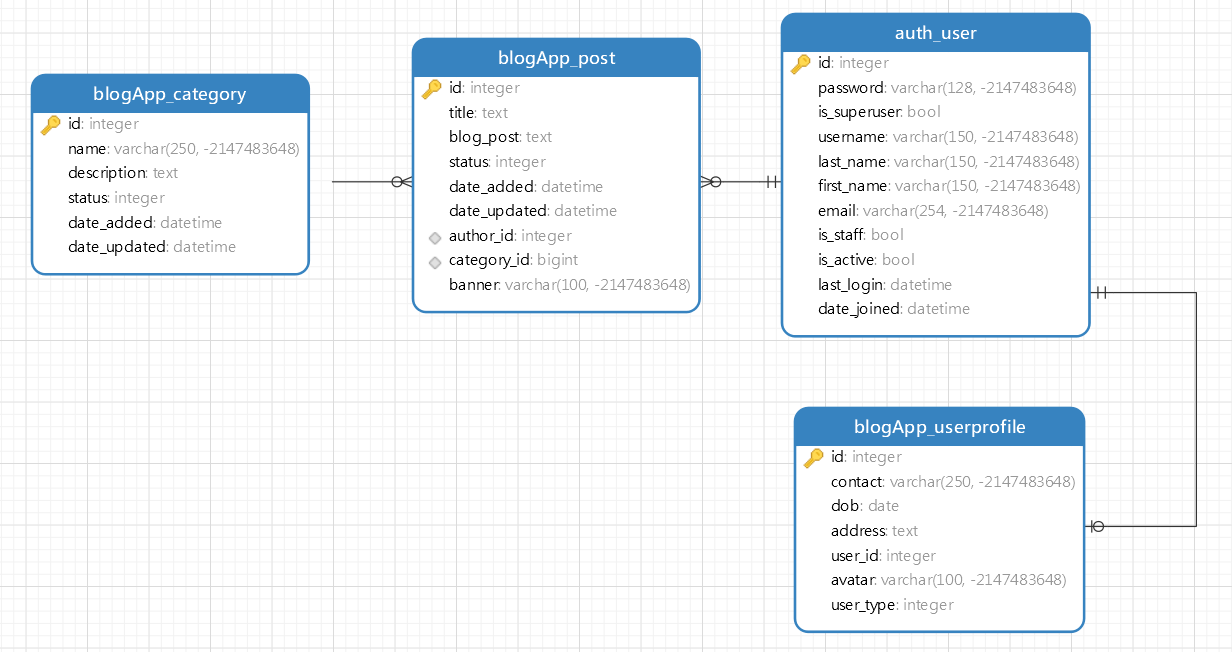 blogApp_category
id: integer
name: varchar(250, -2147483648)
description: text
status: integer
date_added: datetime
date_updated: datetime
blogApp_post
id: integer
title: text
blog_post: text
status: integer
date_added: datetime
date_updated: datetime
author_id: integer
category_id: bigint
banner: varchar(100, -2147483648)
auth_user
id: integer
password: varchar(128, -2147483648)
is_superuser: bool
username: varchar(150, -2147483648)
last_name: varchar(150, -2147483648)
first_name: varchar(150, -2147483648)
email: varchar(254, -2147483648)
is_staff: bool
is_active: bool
last_login: datetime
date_joined: datetime
blogApp_userprofile
id: integer
contact: varchar(250, -2147483648)
dob: date
address: text
user_id: integer
avatar: varchar(100, -2147483648)
user_type: integer